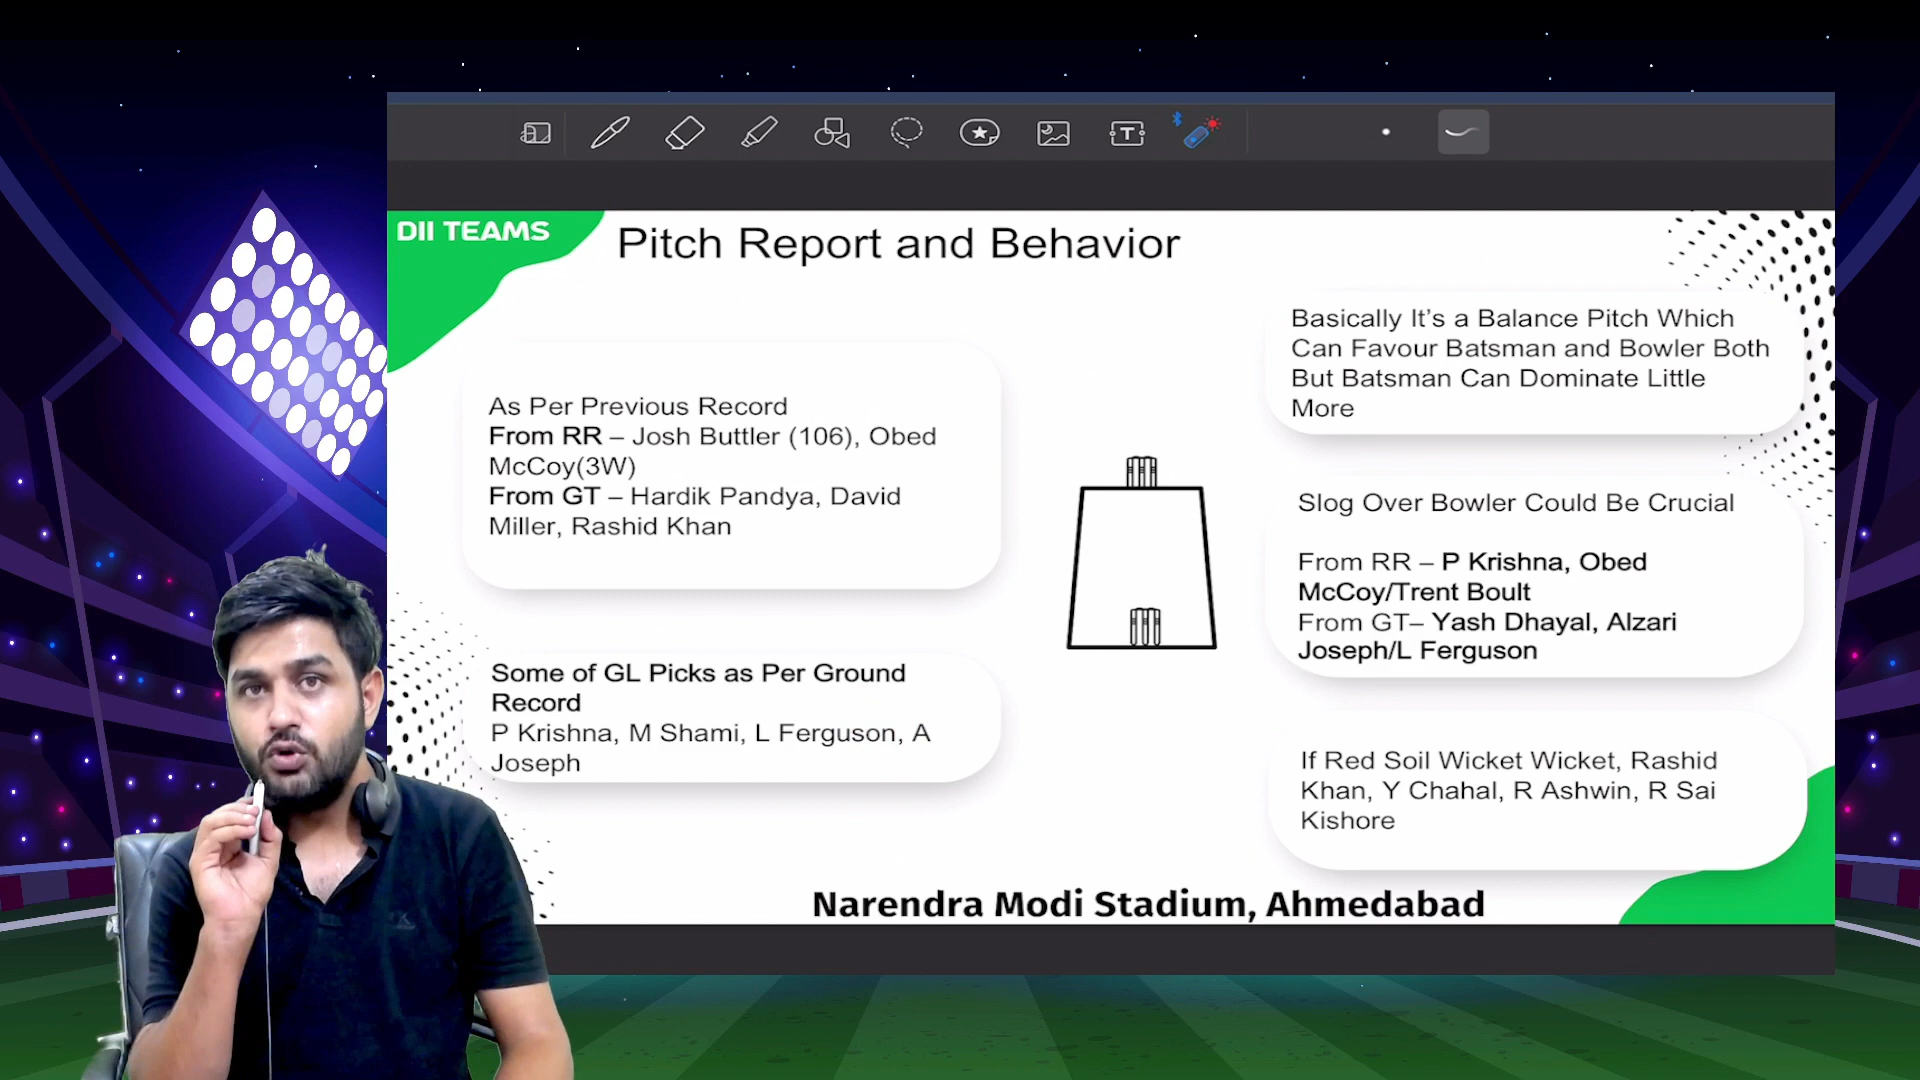 DII TEAMS
Pitch Report and Behavior
As Per Previous Record
From RR – Josh Buttler (106), Obed
McCoy(3W)
From GT – Hardik Pandya, David
Miller, Rashid Khan
Some of GL Picks as Per Ground
Record
P Krishna, M Shami, L Ferguson, A
Joseph
Basically It's a Balance Pitch Which
Can Favour Batsman and Bowler Both
But Batsman Can Dominate Little
More
Slog Over Bowler Could Be Crucial
From RR – P Krishna, Obed
McCoy/Trent Boult
From GT– Yash Dhayal, Alzari
Joseph/L Ferguson
If Red Soil Wicket Wicket, Rashid
Khan, Y Chahal, R Ashwin, R Sai
Kishore
Narendra Modi Stadium, Ahmedabad